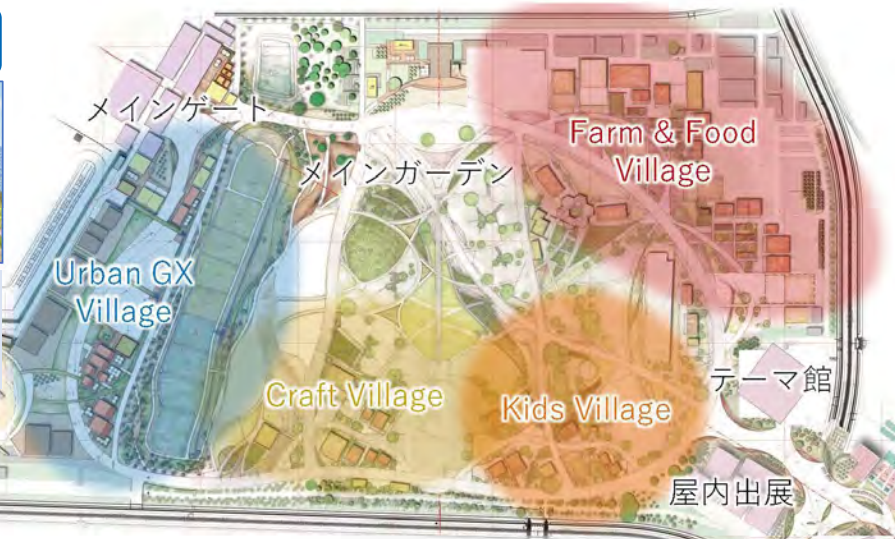 メインゲート
Farm & Food
Village
メインガーデン
Urban GX
Village
テーマ館
Craft Village
Kids Village
屋内出展